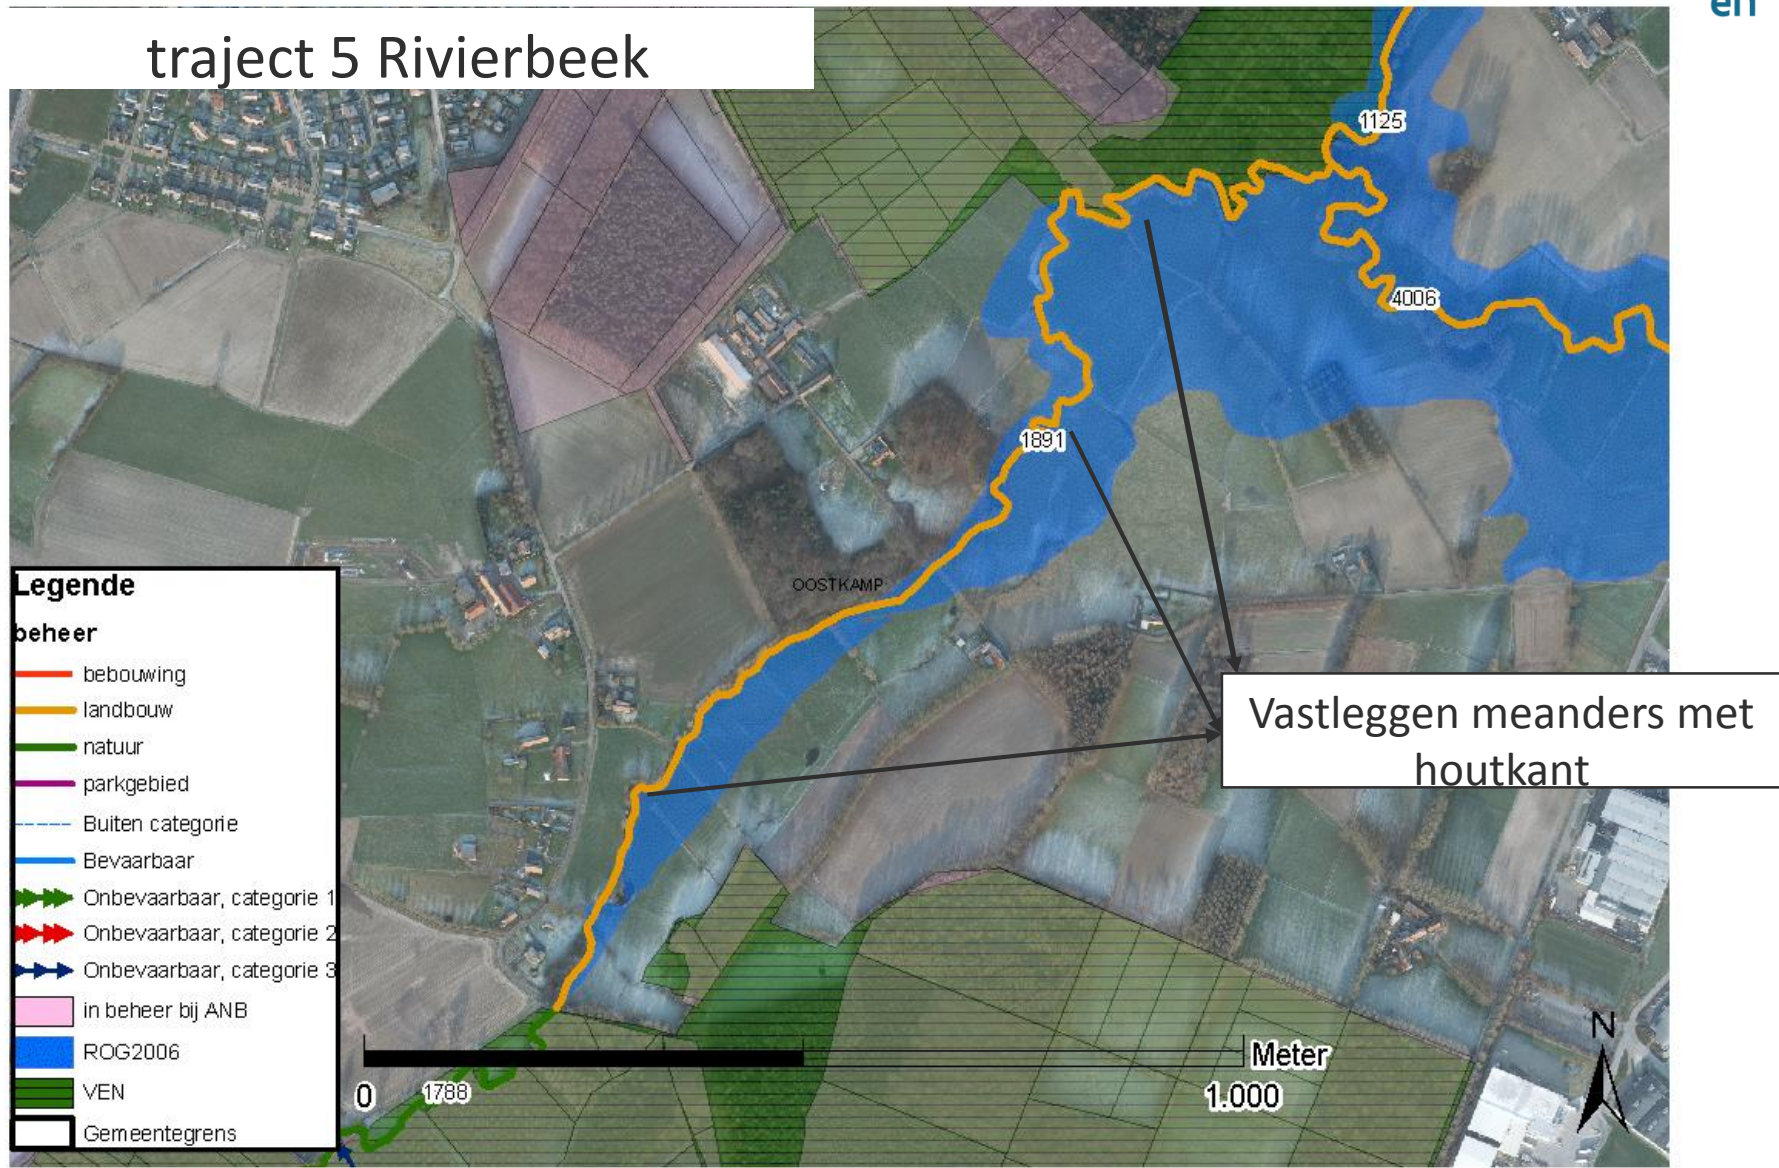 en
traject 5 Rivierbeek
1125
4006
1891
OOSTKAMP
Vastleggen meanders met
houtkant
Legende
beheer
bebouwing
landbouw
natuur
parkgebied
Buiten categorie
Bevaarbaar
Onbevaarbaar, categorie 1
Onbevaarbaar, categorie 2
Onbevaarbaar, categorie 3
in beheer bij ANB
ROG2006
VEN
Gemeentegrens
N
Meter
0
1.000
1788